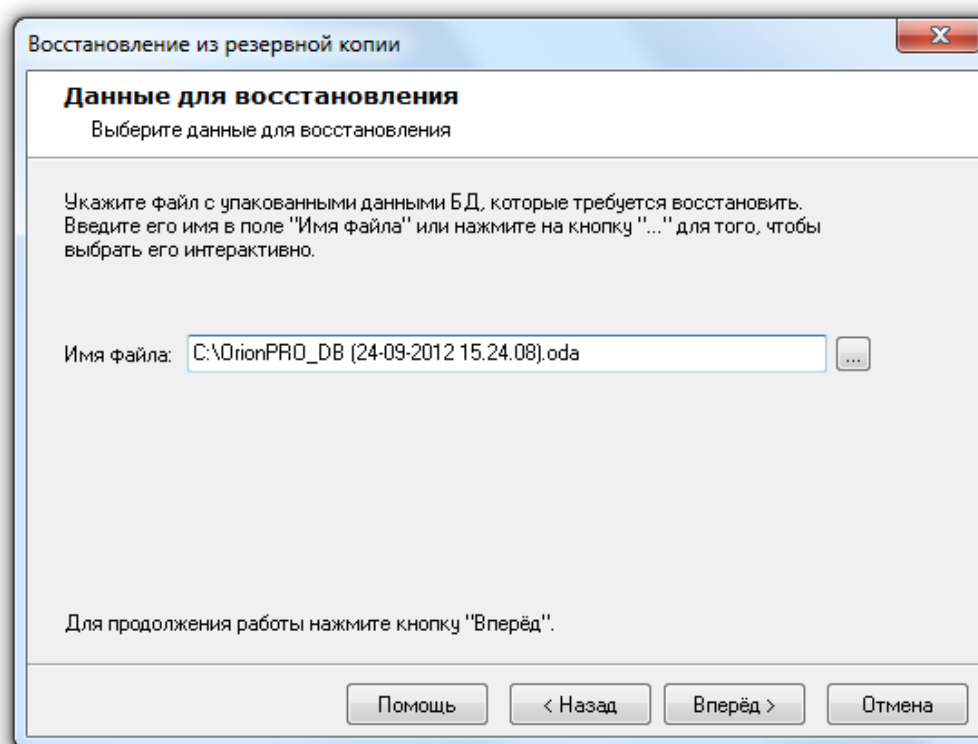 Восстановление из резервной копии
Данные для восстановления
Выберите данные для восстановления
Укажите файл с упакованными данными БД, которые требуется восстановить.
Введите его имя в поле "Имя файла" или нажмите на кнопку "..." для того, чтобы
выбрать его интерактивно.
Имя файла: C:\OrionPRO_DB (24-09-2012 15.24.08).oda ...
Для продолжения работы нажмите кнопку "Вперёд".
Помощь < Назад Вперёд > Отмена